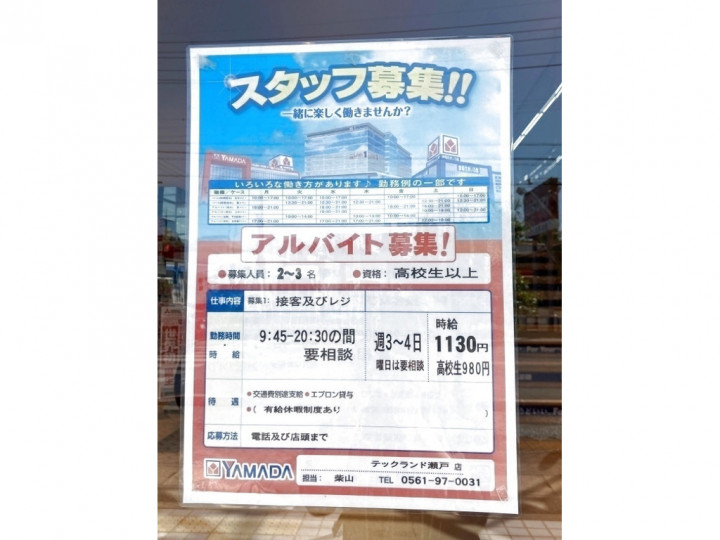 スタッフ募集!!
一緒に楽しく働きませんか?
YAMADA
いろいろな働き方があります♪ 勤務例の一部です
月 火 水 木 金 土 日
アルバイト募集!
●募集人員: 2~3 名 ●資格: 高校生以上
仕事内容 募集1: 接客及びレジ
勤務時間 9:45-20:30の間 週3~4日 時給
時給 要相談 曜日は要相談 1130円
高校生980円
待遇 ●交通費別途支給 ●エプロン貸与
●( 有給休暇制度あり )
応募方法 電話及び店頭まで
YAMADA テックランド瀬戸 店
担当: 柴山 TEL 0561-97-0031